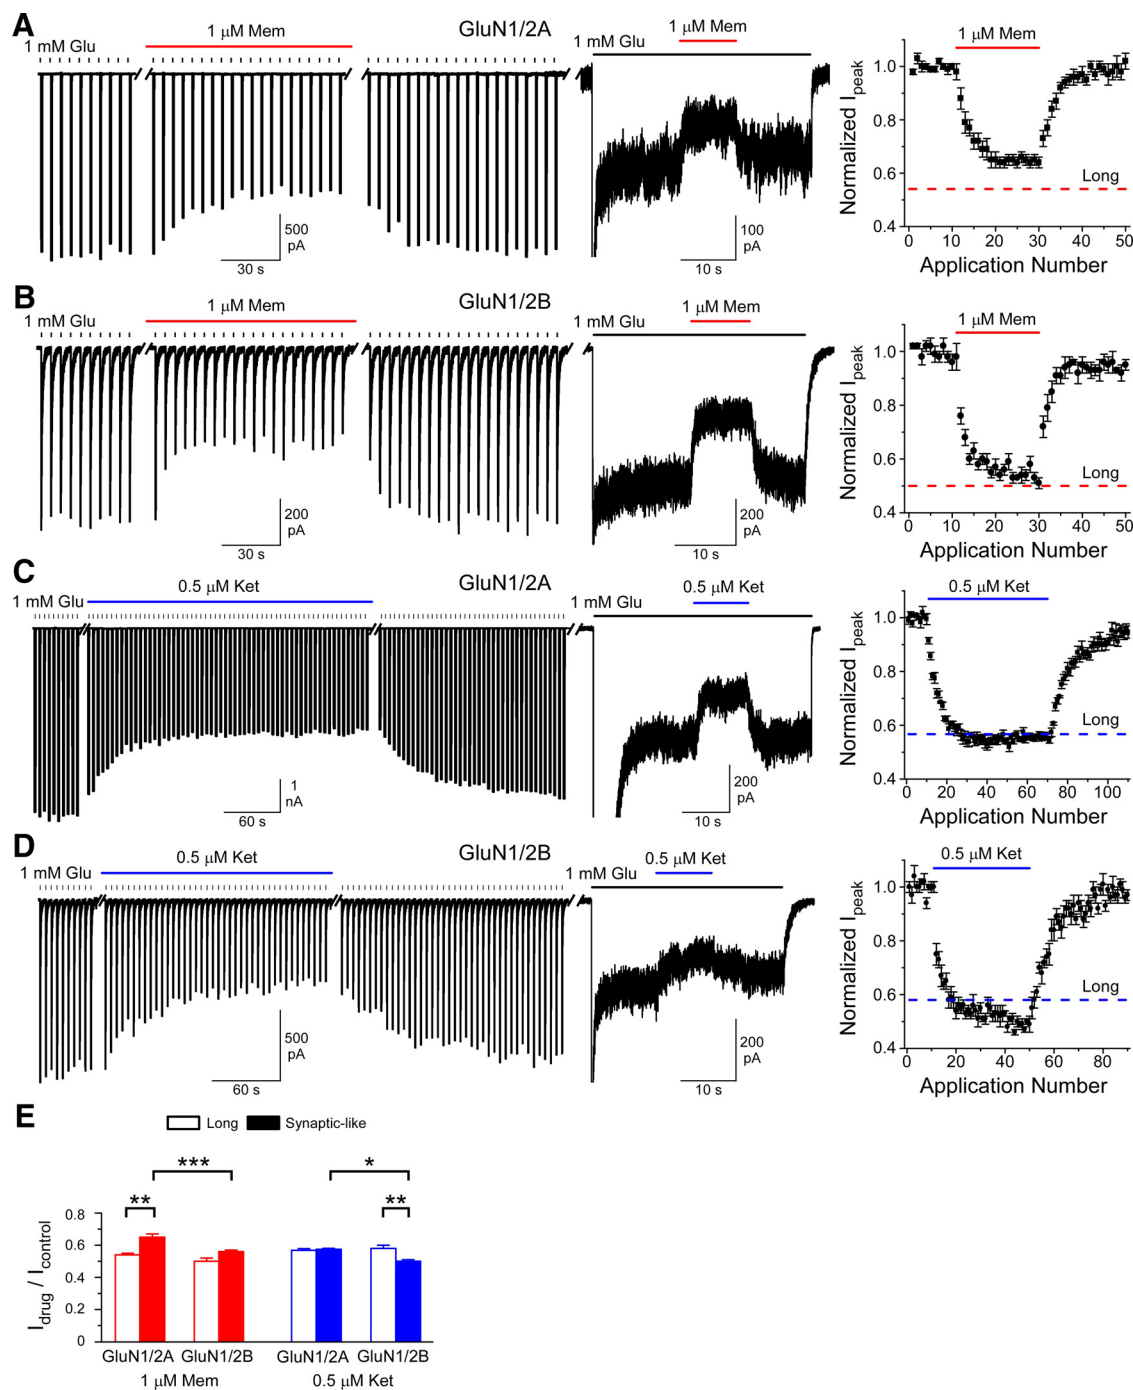 A
1 mM Glu
1 μM Mem
GluN1/2A
500
pA
30 s
1 mM Glu
1 μM Mem
100
pA
10 s
Normalized Ipeak
1.0
0.8
0.6
0.4
1 μM Mem
Long
0 10 20 30 40 50
Application Number
B
1 mM Glu
1 μM Mem
GluN1/2B
200
pA
30 s
1 mM Glu
1 μM Mem
200
pA
10 s
Normalized Ipeak
1.0
0.8
0.6
0.4
1 μM Mem
Long
0 10 20 30 40 50
Application Number
C
1 mM Glu
0.5 μM Ket
GluN1/2A
1
nA
60 s
1 mM Glu
0.5 μM Ket
200
pA
10 s
Normalized Ipeak
1.0
0.8
0.6
0.4
0.5 μM Ket
Long
0 20 40 60 80 100
Application Number
D
1 mM Glu
0.5 μM Ket
GluN1/2B
500
pA
60 s
1 mM Glu
0.5 μM Ket
200
pA
10 s
Normalized Ipeak
1.0
0.8
0.6
0.4
0.5 μM Ket
Long
0 20 40 60 80
Application Number
E
Long
Synaptic-like
*** *
** **
Idrug / Icontrol
0.8
0.6
0.4
0.2
0
GluN1/2A GluN1/2B GluN1/2A GluN1/2B
1 μM Mem 0.5 μM Ket